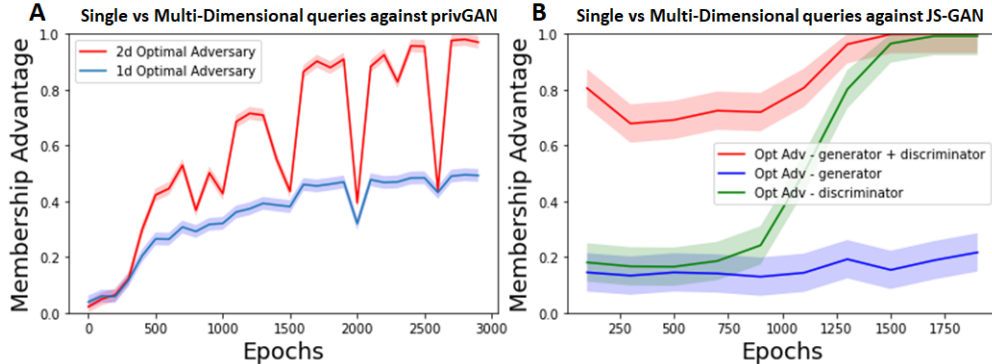 A Single vs Multi-Dimensional queries against privGAN
1.0
0.8
0.6
0.4
0.2
0.0
Membership Advantage
2d Optimal Adversary
1d Optimal Adversary
0 500 1000 1500 2000 2500 3000
Epochs
B Single vs Multi-Dimensional queries against JS-GAN
1.0
0.8
0.6
0.4
0.2
0.0
Membership Advantage
Opt Adv - generator + discriminator
Opt Adv - generator
Opt Adv - discriminator
250 500 750 1000 1250 1500 1750
Epochs